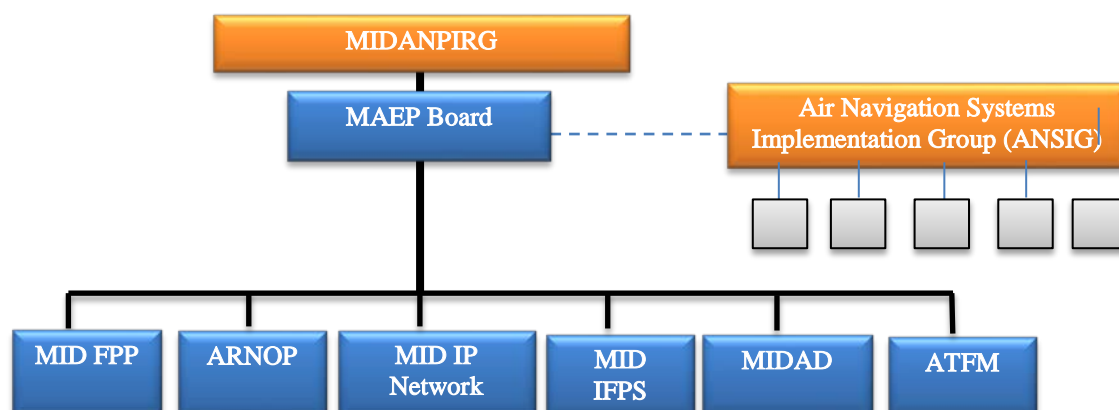 MIDANPIRG
MAEP Board
Air Navigation Systems
Implementation Group (ANSIG)
MID FPP
ARNOP
MID IP
Network
MID
IFPS
MIDAD
ATFM